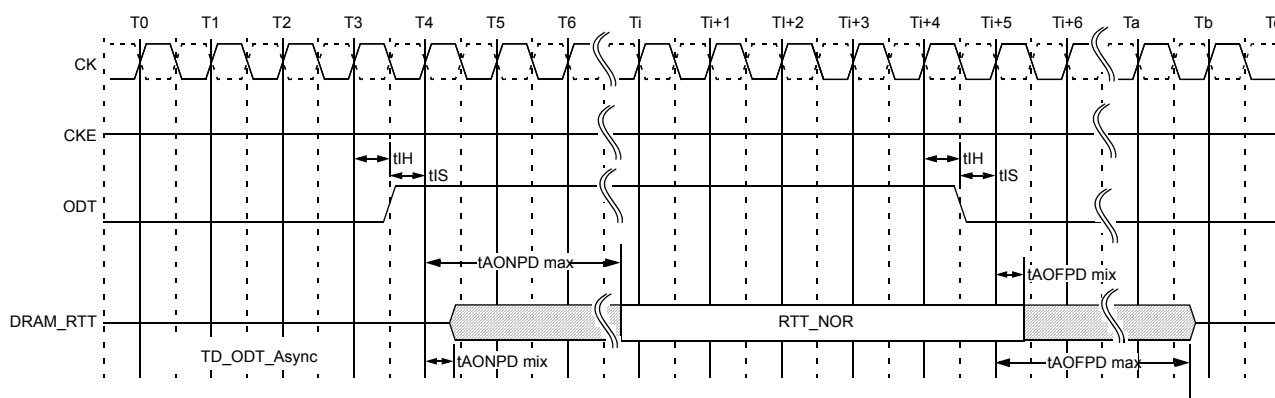 T0 T1 T2 T3 T4 T5 T6 Ti Ti+1 TI+2 Ti+3 Ti+4 Ti+5 Ti+6 Ta Tb
CK
CKE
tIH tIH
tIS tIS
ODT
tAONPD max
tAOFPD mix
DRAM_RTT
RTT_NOR
TD_ODT_Async
tAONPD mix
tAOFPD max